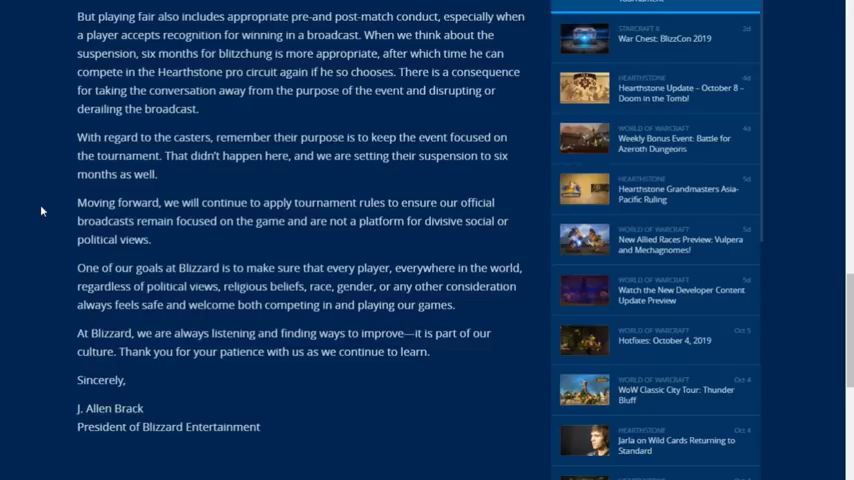 But playing fair also includes appropriate pre-and post-match conduct, especially when
a player accepts recognition for winning in a broadcast. When we think about the
suspension, six months for blitzchung is more appropriate, after which time he can
compete in the Hearthstone pro circuit again if he so chooses. There is a consequence
for taking the conversation away from the purpose of the event and disrupting or
derailing the broadcast.
With regard to the casters, remember their purpose is to keep the event focused on
the tournament. That didn't happen here, and we are setting their suspension to six
months as well.
Moving forward, we will continue to apply tournament rules to ensure our official
broadcasts remain focused on the game and are not a platform for divisive social or
political views.
One of our goals at Blizzard is to make sure that every player, everywhere in the world,
regardless of political views, religious beliefs, race, gender, or any other consideration
always feels safe and welcome both competing in and playing our games.
At Blizzard, we are always listening and finding ways to improve—it is part of our
culture. Thank you for your patience with us as we continue to learn.
Sincerely,
J. Allen Brack
President of Blizzard Entertainment
Tournament
STARCRAFT II 2d
War Chest: BlizzCon 2019
HEARTHSTONE 4d
Hearthstone Update – October 8 –
Doom in the Tomb!
WORLD OF WARCRAFT 4d
Weekly Bonus Event: Battle for
Azeroth Dungeons
HEARTHSTONE 5d
Hearthstone Grandmasters Asia-
Pacific Ruling
WORLD OF WARCRAFT 5d
New Allied Races Preview: Vulpera
and Mechagnomes!
WORLD OF WARCRAFT 5d
Watch the New Developer Content
Update Preview
WORLD OF WARCRAFT Oct 5
Hotfixes: October 4, 2019
WORLD OF WARCRAFT Oct 4
WoW Classic City Tour: Thunder
Bluff
HEARTHSTONE Oct 4
Jarla on Wild Cards Returning to
Standard